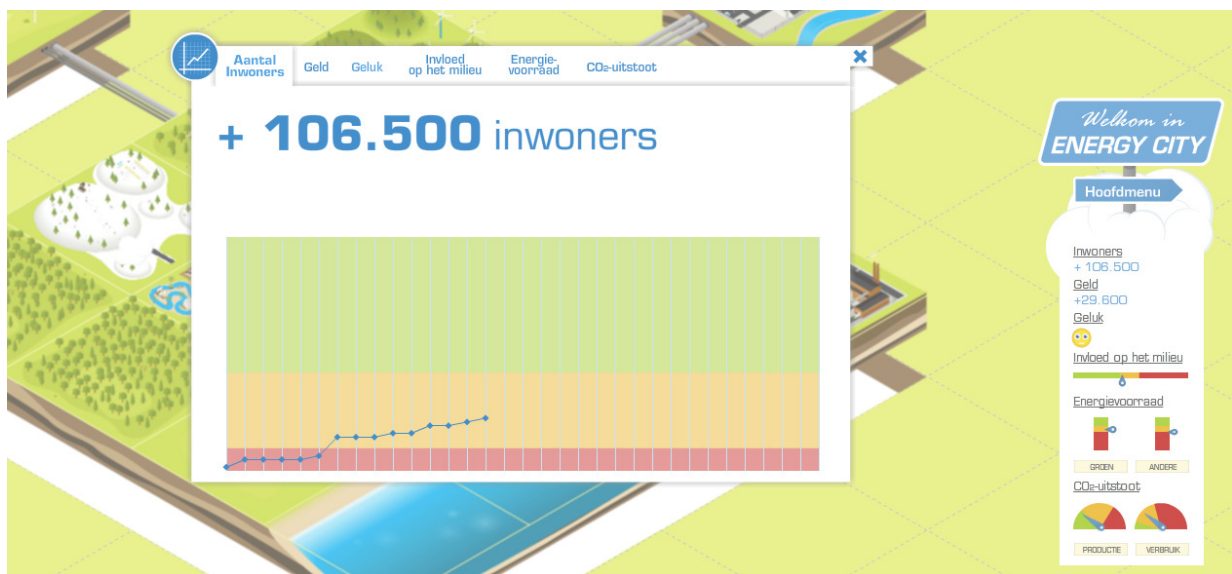 Aantal
Inwoners
Geld
Geluk
Invloed
op het milieu
Energie-
voorraad
CO₂-uitstoot
+ 106.500 inwoners
Welkom in
ENERGY CITY
Hoofdmenu
Inwoners
+ 106.500
Geld
+29.600
Geluk
Invloed op het milieu
Energievoorraad
GROEN
ANDERE
CO₂-uitstoot
PRODUCTIE
VERBRUIK